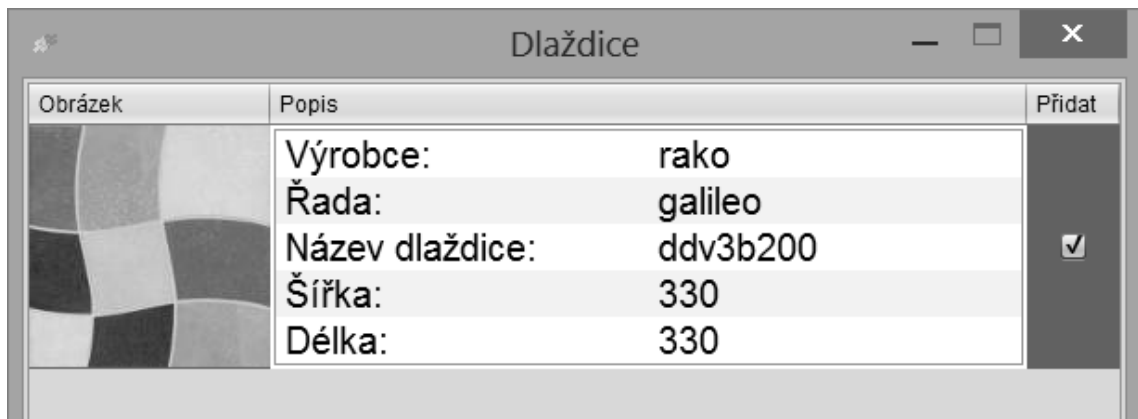 Dlaždice
Obrázek Popis Přidat
Výrobce: rako
Řada: galileo
Název dlaždice: ddv3b200
Šířka: 330
Délka: 330